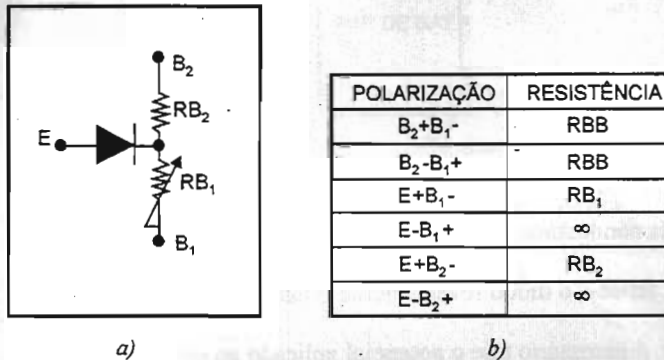 B₂
RB₂
E
RB₁
B₁
a)
POLARIZAÇÃO RESISTÊNCIA
B₂+B₁- RBB
B₂-B₁+ RBB
E+B₁- RB₁
E-B₁+ ∞
E+B₂- RB₂
E-B₂+ ∞
b)